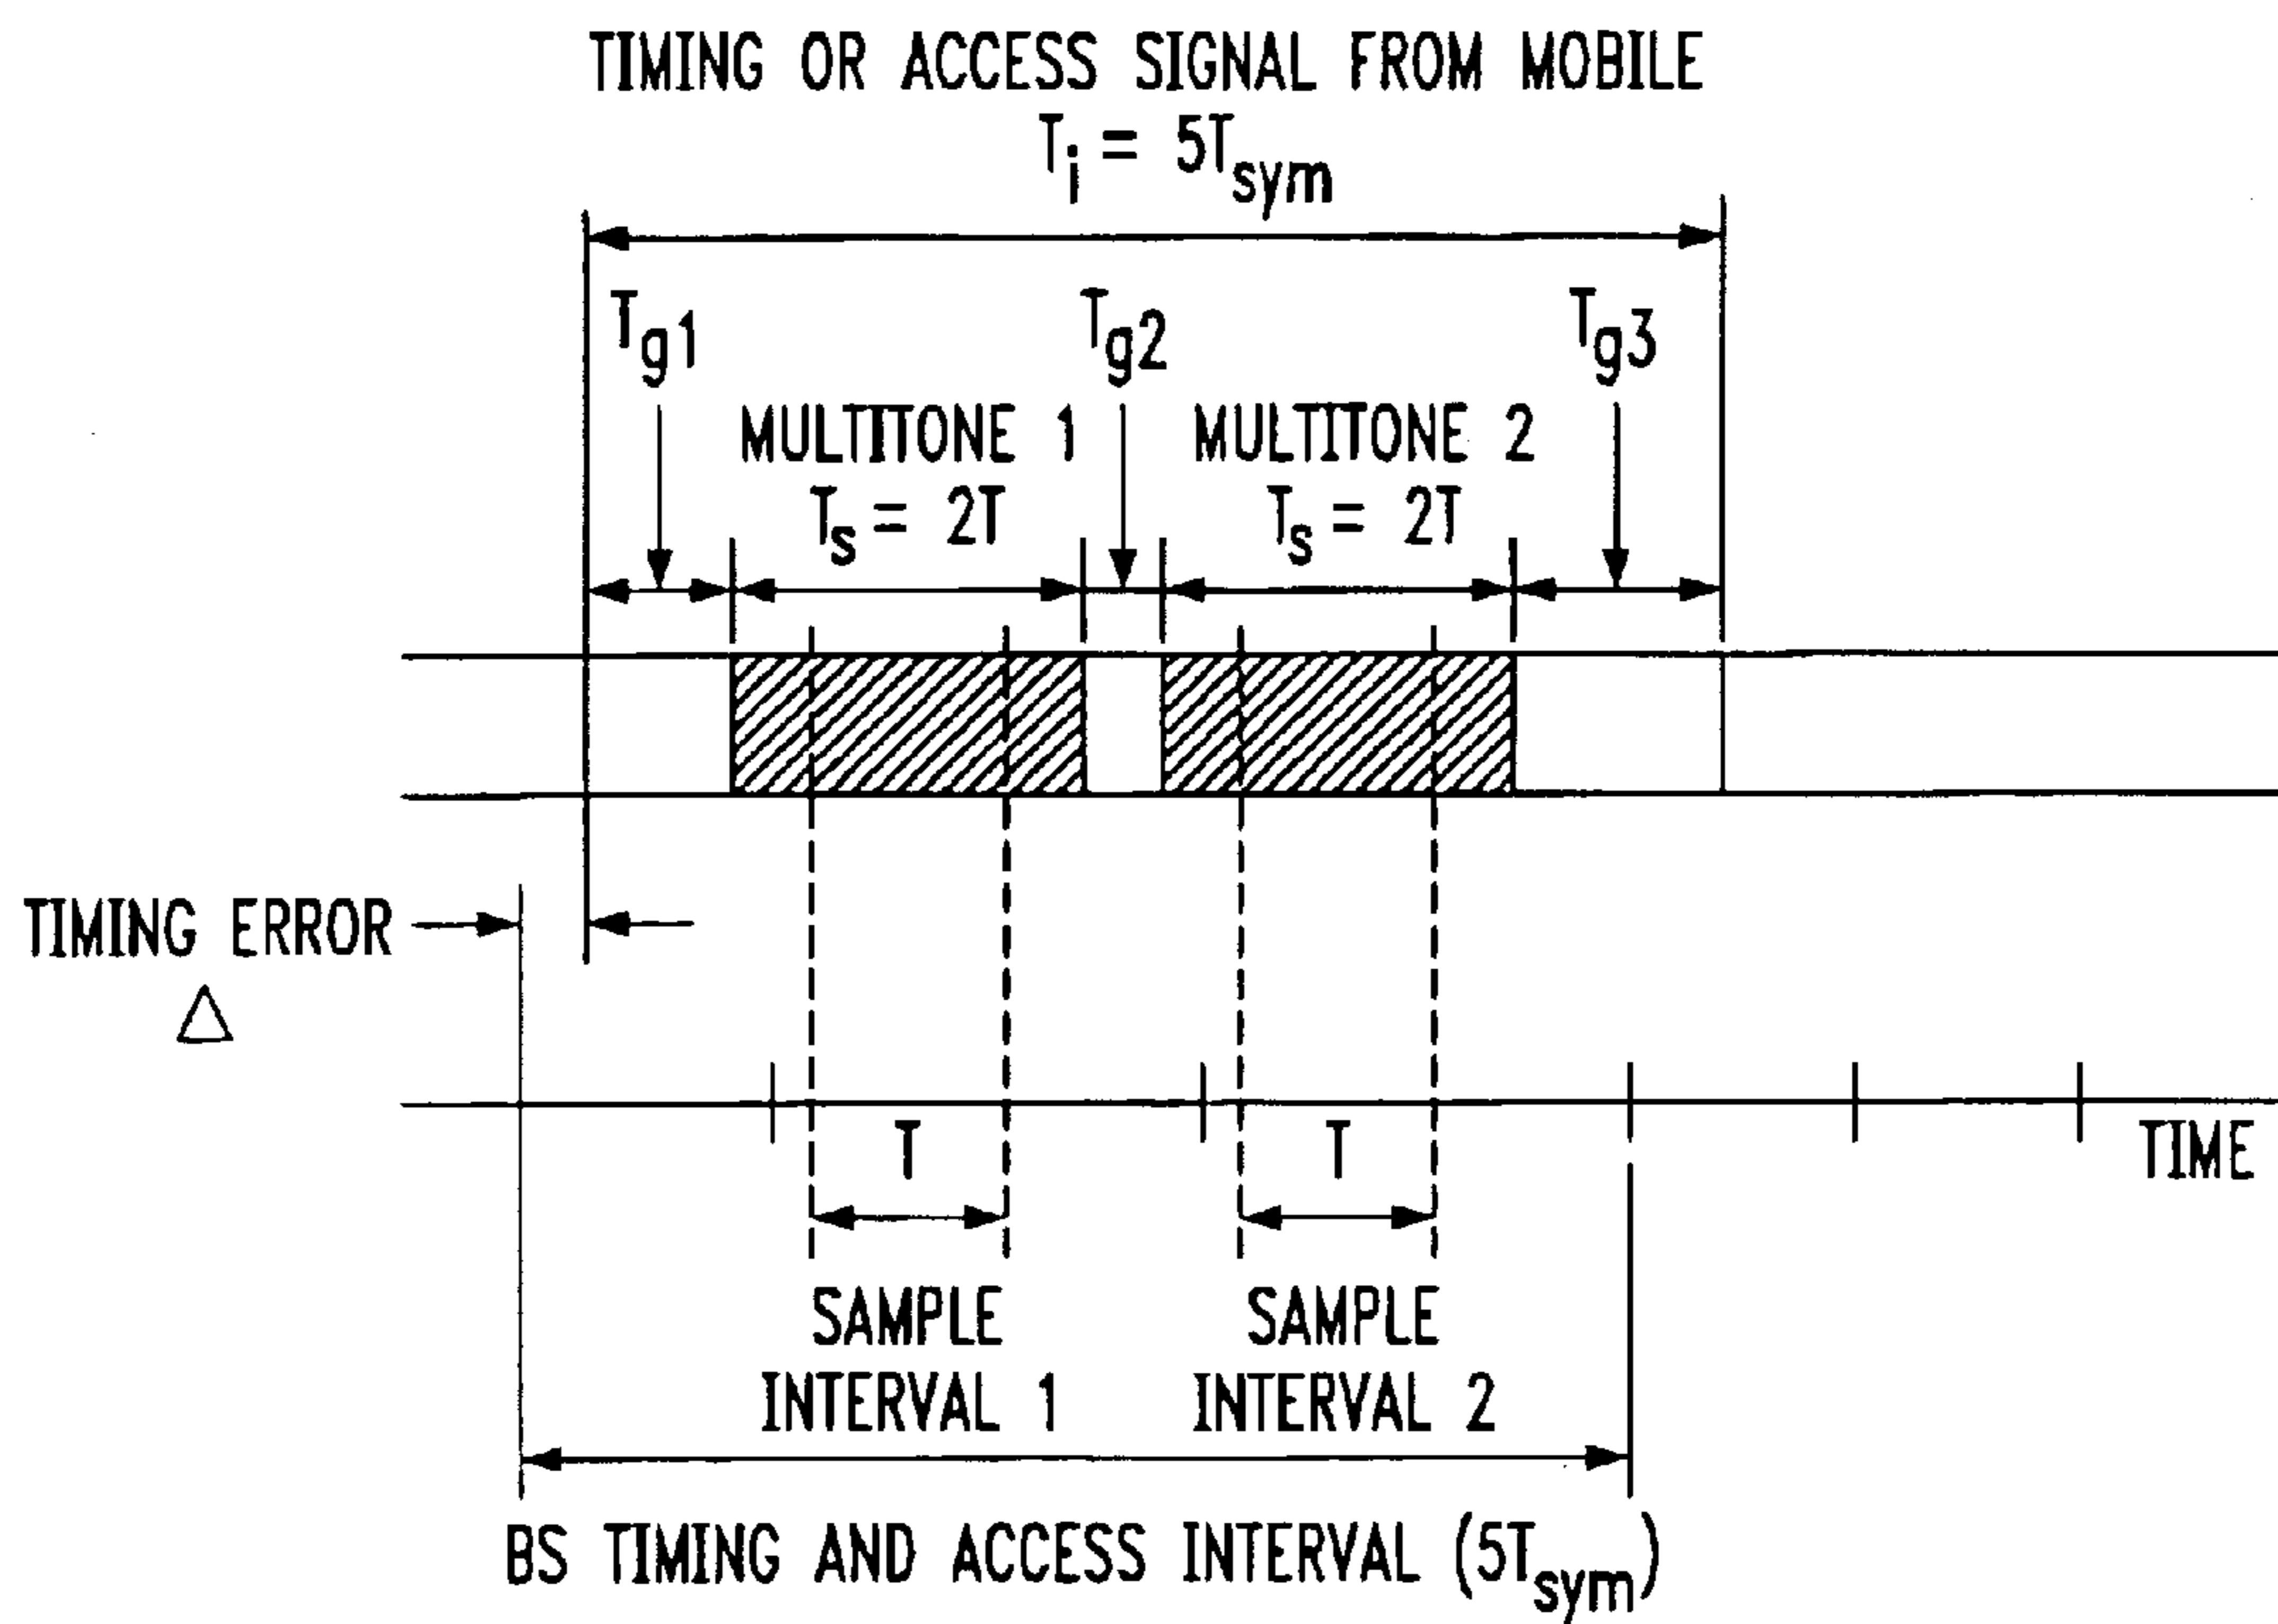 TIMING OR ACCESS SIGNAL FROM MOBILE
Ti = 5Tsym
Tg1
Tg2
Tg3
MULTITONE 1
Ts = 2T
MULTITONE 2
Ts = 2T
TIMING ERROR
△
T
T
TIME
SAMPLE
INTERVAL 1
SAMPLE
INTERVAL 2
BS TIMING AND ACCESS INTERVAL (5Tsym)